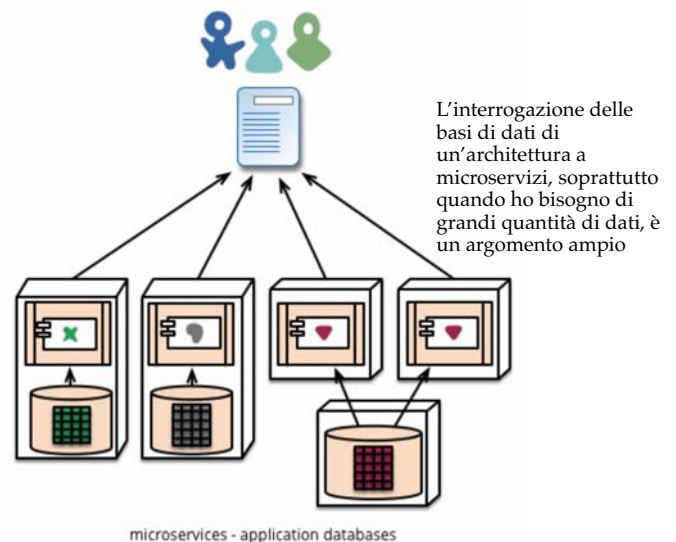 L'interrogazione delle
basi di dati di
un'architettura a
microservizi, soprattutto
quando ho bisogno di
grandi quantità di dati, è
un argomento ampio
microservices - application databases